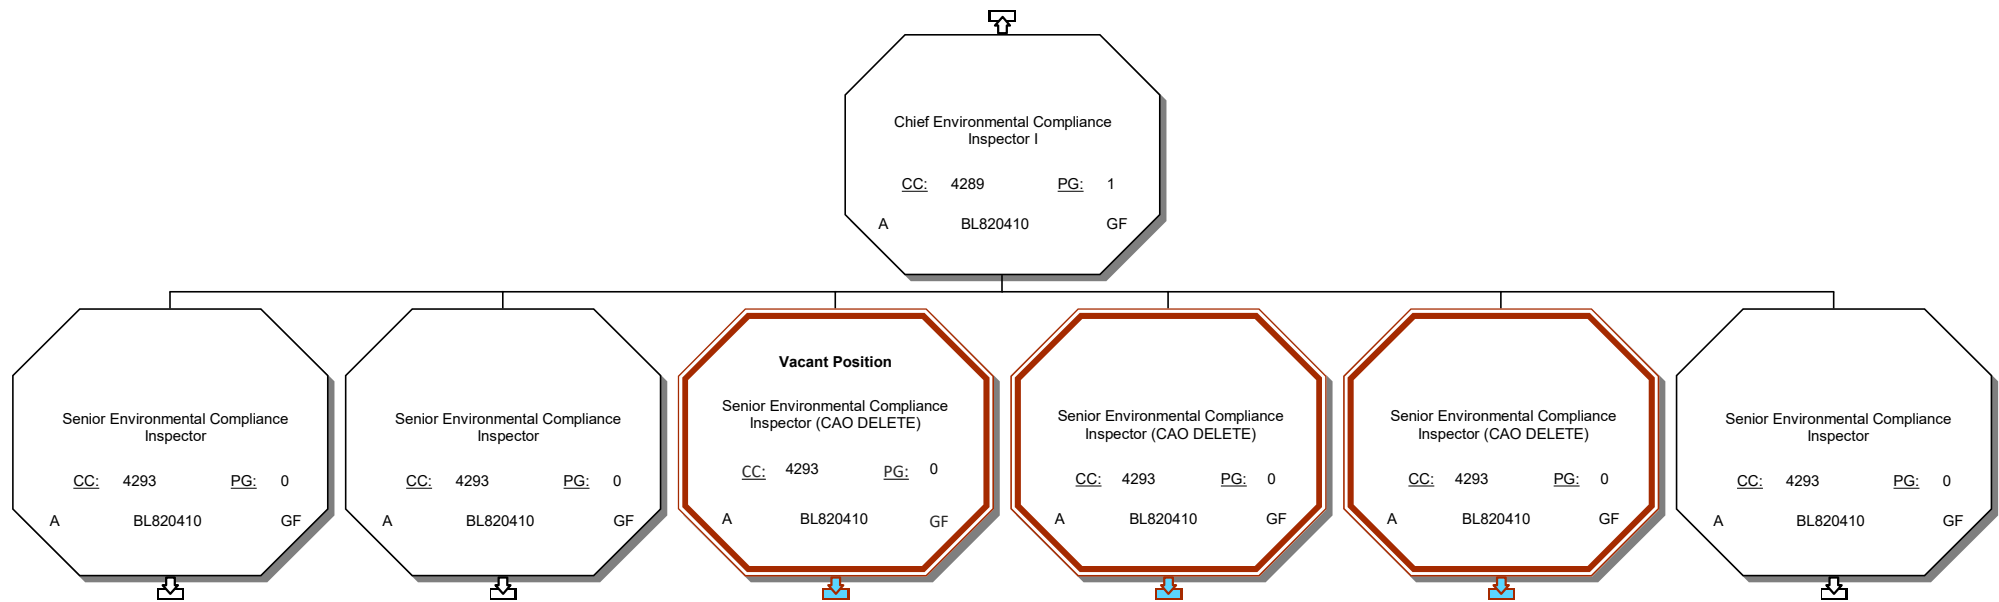 Chief Environmental Compliance
Inspector I
CC: 4289 PG: 1
A BL820410 GF
Senior Environmental Compliance
Inspector
CC: 4293 PG: 0
A BL820410 GF
Senior Environmental Compliance
Inspector
CC: 4293 PG: 0
A BL820410 GF
Vacant Position
Senior Environmental Compliance
Inspector (CAO DELETE)
CC: 4293 PG: 0
A BL820410 GF
Senior Environmental Compliance
Inspector (CAO DELETE)
CC: 4293 PG: 0
A BL820410 GF
Senior Environmental Compliance
Inspector (CAO DELETE)
CC: 4293 PG: 0
A BL820410 GF
Senior Environmental Compliance
Inspector
CC: 4293 PG: 0
A BL820410 GF